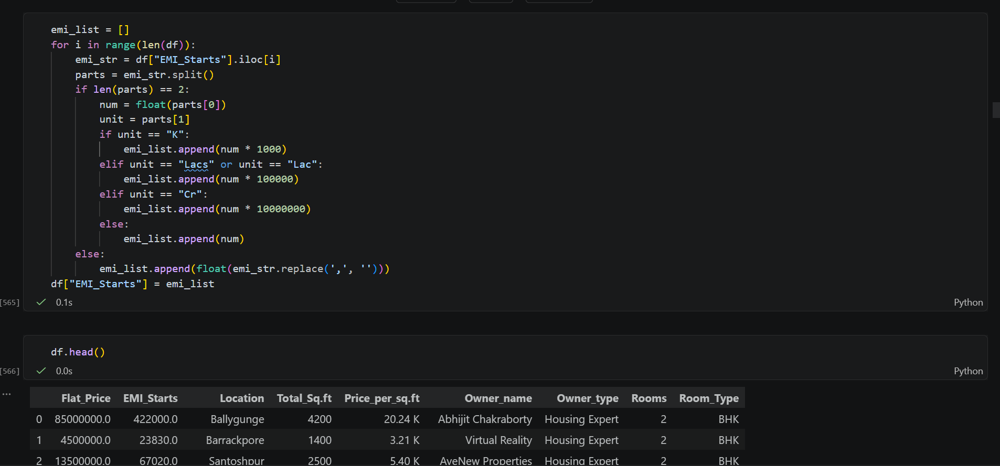 emi_list = []
for i in range(len(df)):
    emi_str = df["EMI_Starts"].iloc[i]
    parts = emi_str.split()
    if len(parts) == 2:
        num = float(parts[0])
        unit = parts[1]
        if unit == "K":
            emi_list.append(num * 1000)
        elif unit == "Lacs" or unit == "Lac":
            emi_list.append(num * 100000)
        elif unit == "Cr":
            emi_list.append(num * 10000000)
        else:
            emi_list.append(num)
    else:
        emi_list.append(float(emi_str.replace(',', '')))
df["EMI_Starts"] = emi_list
[565] 0.1s Python
df.head()
[566] 0.0s Python
Flat_Price EMI_Starts Location Total_Sq.ft Price_per_sq.ft Owner_name Owner_type Rooms Room_Type
0 85000000.0 422000.0 Ballygunge 4200 20.24 K Abhijit Chakraborty Housing Expert 2 BHK
1 4500000.0 23830.0 Barrackpore 1400 3.21 K Virtual Reality Housing Expert 2 BHK
2 13500000.0 67020.0 Santoshpur 2500 5.40 K AveNew Properties Housing Expert 2 BHK